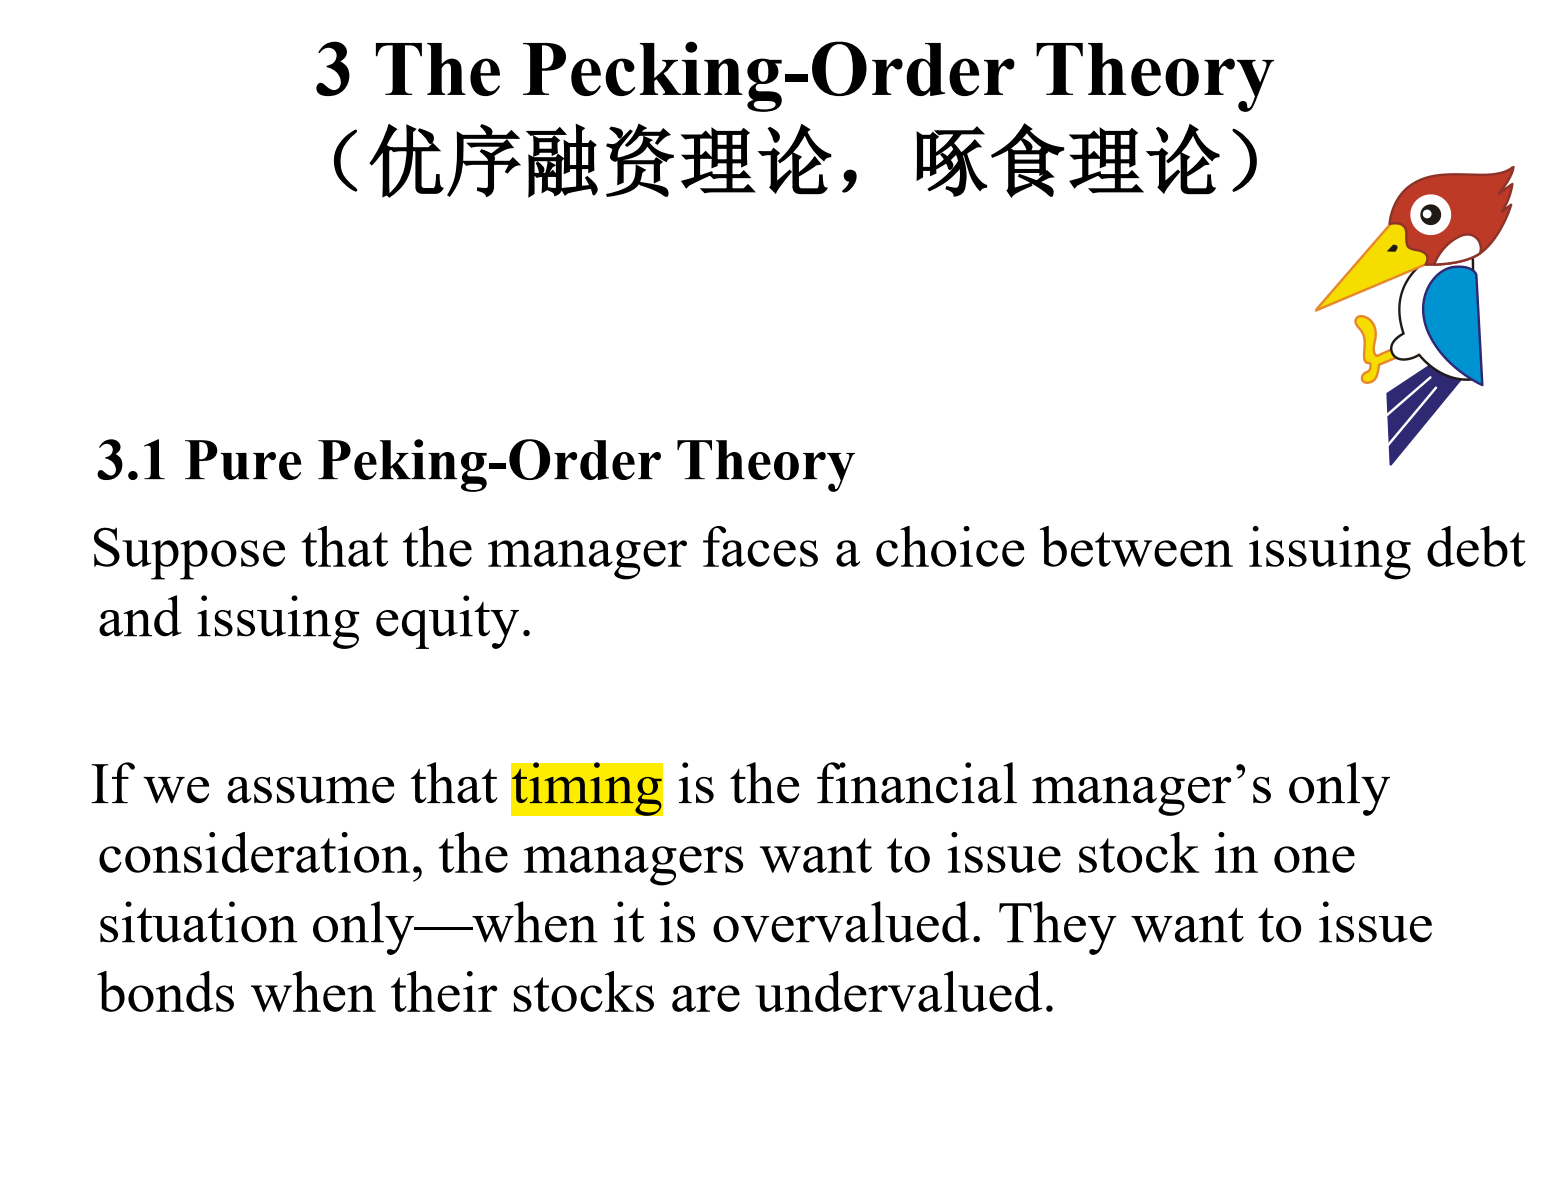 3 The Pecking-Order Theory
（优序融资理论，啄食理论）
3.1 Pure Peking-Order Theory
Suppose that the manager faces a choice between issuing debt
and issuing equity.
If we assume that timing is the financial manager’s only
consideration, the managers want to issue stock in one
situation only—when it is overvalued. They want to issue
bonds when their stocks are undervalued.